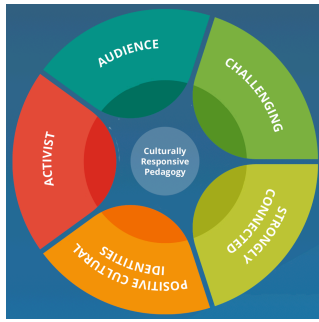 AUDIENCE
CHALLENGING
STRONGLY
CONNECTED
POSITIVE CULTURAL
IDENTITIES
ACTIVIST
Culturally
Responsive
Pedagogy